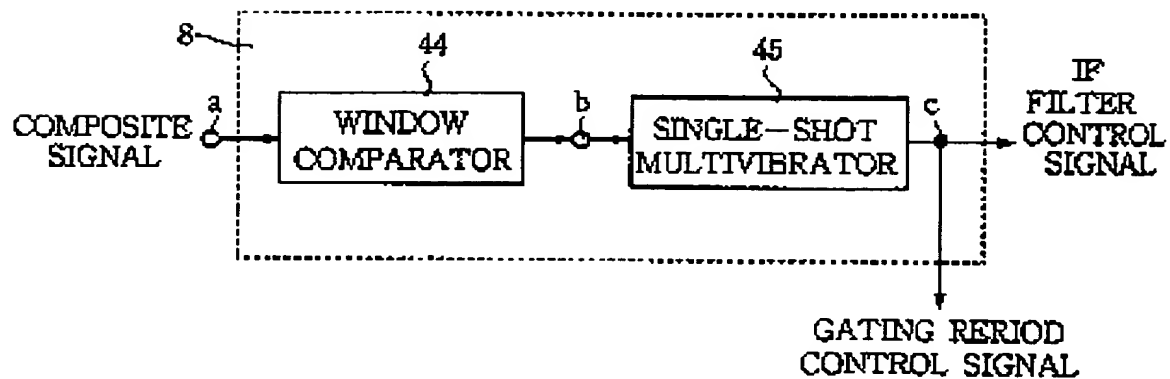 8
44
45
a
b
c
COMPOSITE
SIGNAL
WINDOW
COMPARATOR
SINGLE-SHOT
MULTIVIBRATOR
IF
FILTER
CONTROL
SIGNAL
GATING RERIOD
CONTROL SIGNAL